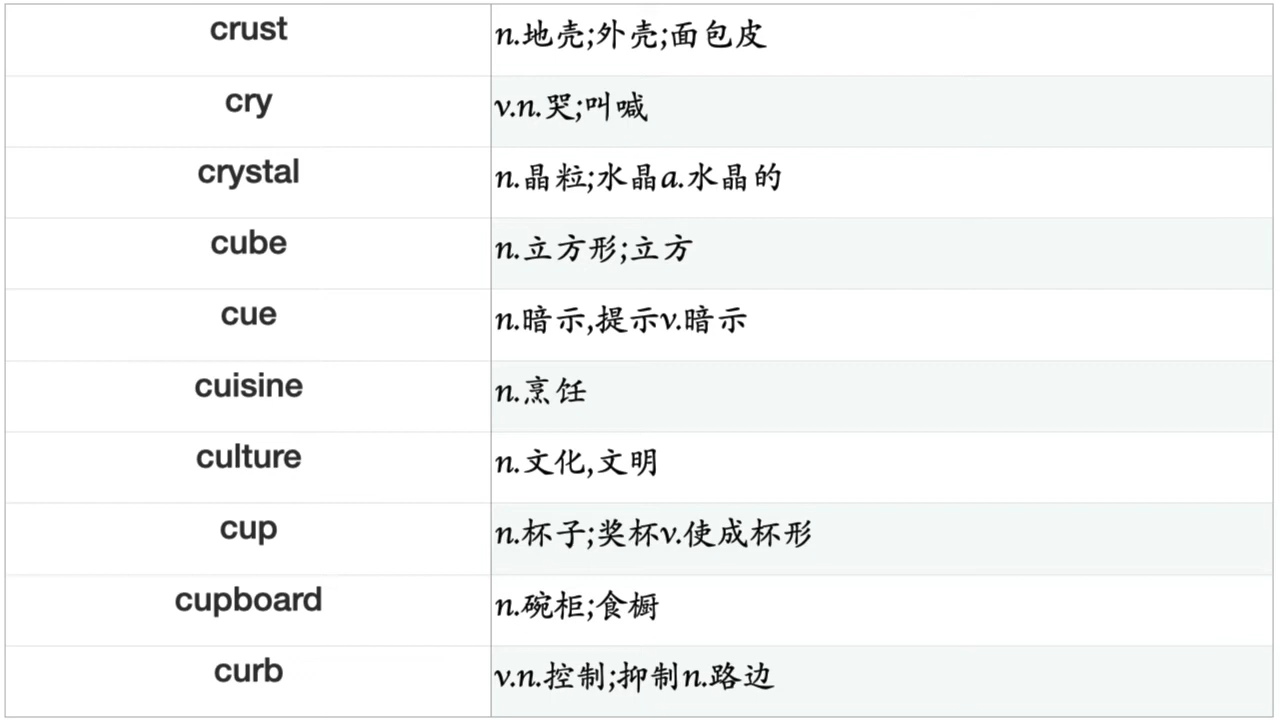 crust n.地壳;外壳;面包皮
cry v.n.哭;叫喊
crystal n.晶粒;水晶a.水晶的
cube n.立方形;立方
cue n.暗示,提示v.暗示
cuisine n.烹饪
culture n.文化,文明
cup n.杯子;奖杯v.使成杯形
cupboard n.碗柜;食橱
curb v.n.控制;抑制n.路边